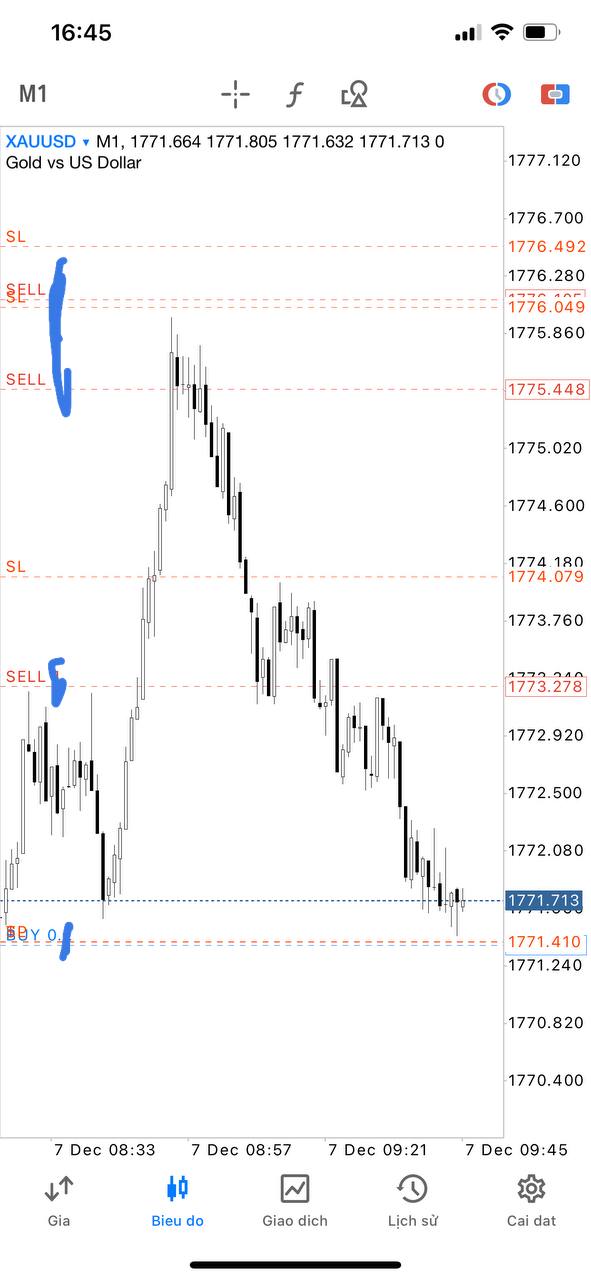 16:45
M1
XAUUSD ▾ M1, 1771.664 1771.805 1771.632 1771.713 0
Gold vs US Dollar
1777.120
1776.700
SL
1776.492
1776.280
SELL
SL
1776.049
1775.860
SELL
1775.448
1775.020
1774.600
1774.180
SL
1774.079
1773.760
SELL
1773.278
1772.920
1772.500
1772.080
1771.713
BUY 0.
1771.410
1771.240
1770.820
1770.400
7 Dec 08:33 7 Dec 08:57 7 Dec 09:21 7 Dec 09:45
Gia Bieu do Giao dich Lịch sử Cai dat